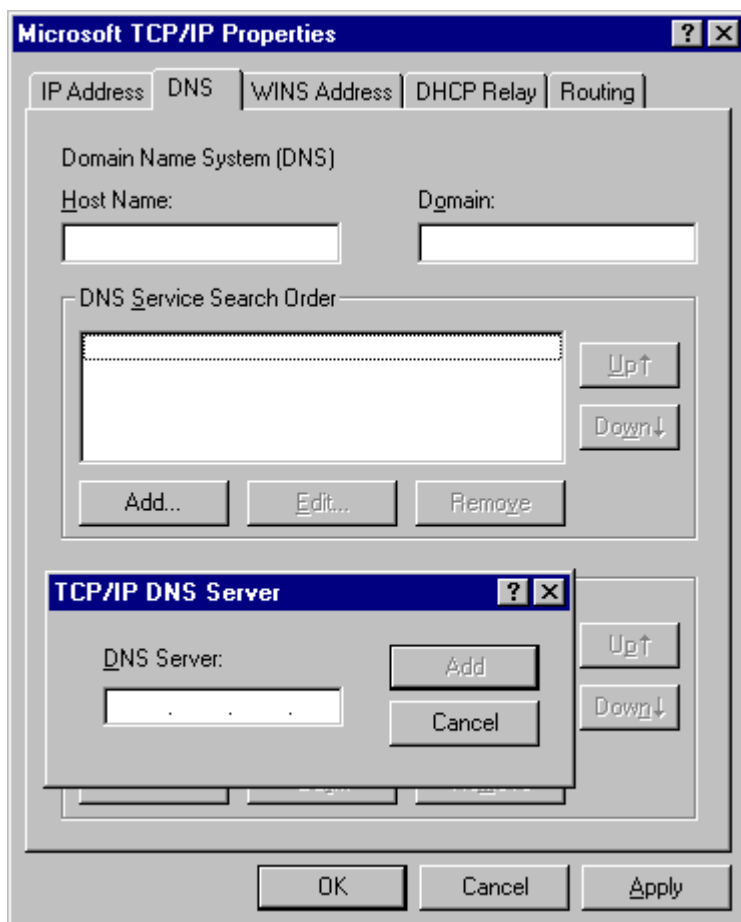 Microsoft TCP/IP Properties
IP Address DNS WINS Address DHCP Relay Routing
Domain Name System (DNS)
Host Name: Domain:
DNS Service Search Order
Up↑
Down↓
Add... Edit... Remove
TCP/IP DNS Server
DNS Server: Add
. . .
Cancel
Up↑
Down↓
OK Cancel Apply